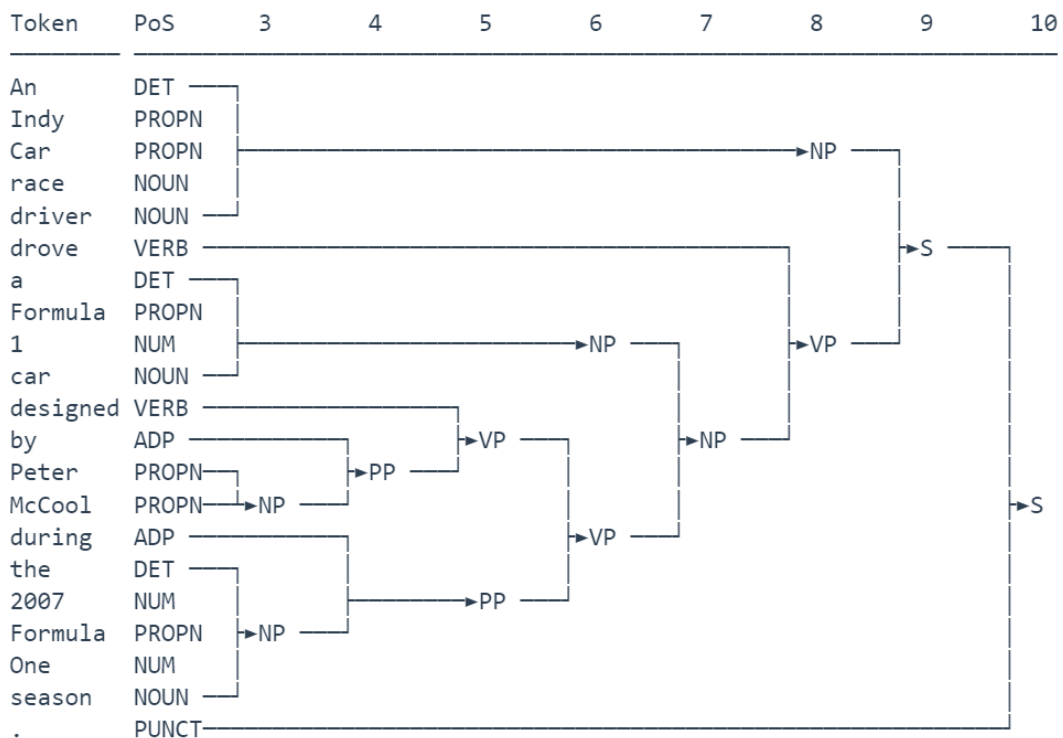 Token PoS 3 4 5 6 7 8 9 10
An DET
Indy PROPN
Car PROPN NP
race NOUN
driver NOUN
drove VERB S
a DET
Formula PROPN
1 NUM NP VP
car NOUN
designed VERB
by ADP VP NP
Peter PROPN PP
McCool PROPN NP S
during ADP VP
the DET
2007 NUM PP
Formula PROPN NP
One NUM
season NOUN
. PUNCT